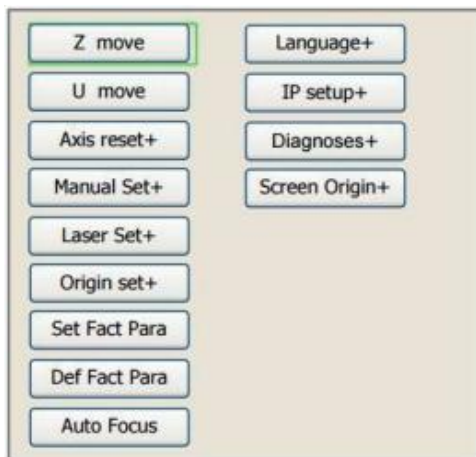 Z move
U move
Axis reset+
Manual Set+
Laser Set+
Origin set+
Set Fact Para
Def Fact Para
Auto Focus
Language+
IP setup+
Diagnoses+
Screen Origin+